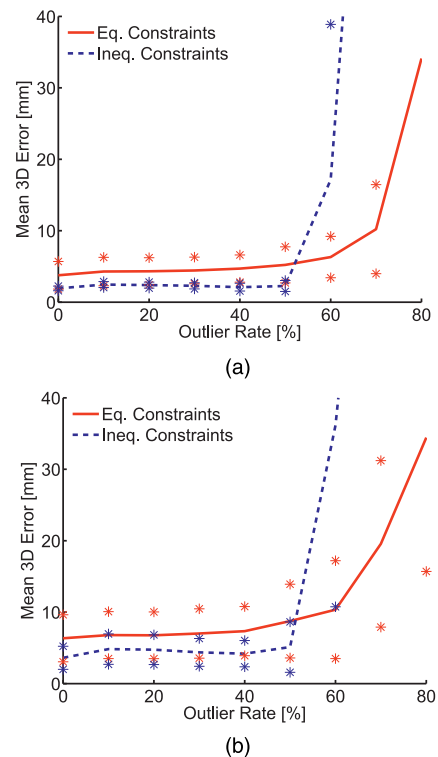 40
30
20
10
0
Mean 3D Error [mm]
Eq. Constraints
Ineq. Constraints
0 20 40 60 80
Outlier Rate [%]
(a)
40
30
20
10
0
Mean 3D Error [mm]
Eq. Constraints
Ineq. Constraints
0 20 40 60 80
Outlier Rate [%]
(b)